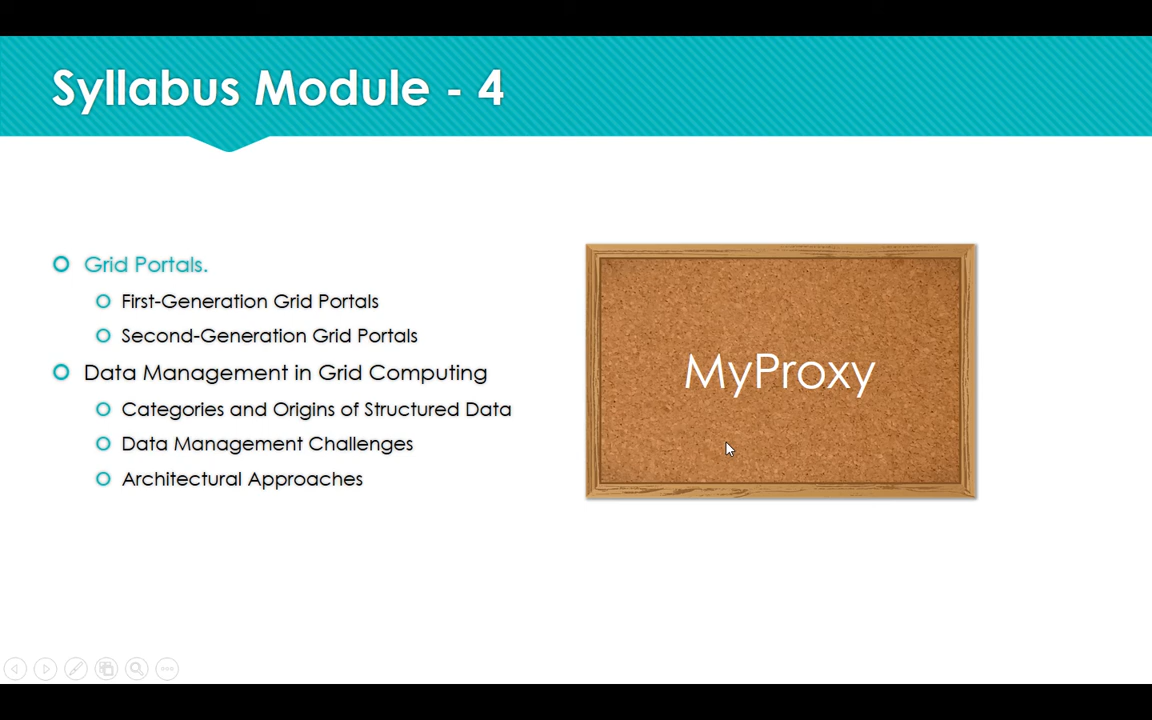 Syllabus Module - 4
Grid Portals.
First-Generation Grid Portals
Second-Generation Grid Portals
Data Management in Grid Computing
Categories and Origins of Structured Data
Data Management Challenges
Architectural Approaches
MyProxy